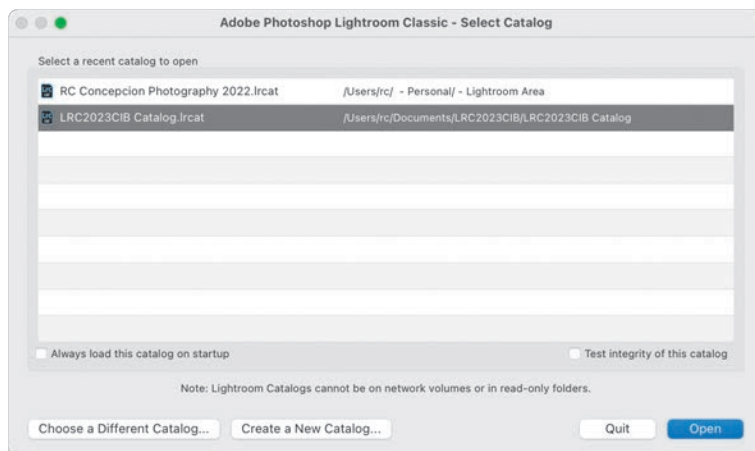 Adobe Photoshop Lightroom Classic - Select Catalog
Select a recent catalog to open
RC Concepcion Photography 2022.lrcat /Users/rc/ - Personal/ - Lightroom Area
LRC2023CIB Catalog.lrcat /Users/rc/Documents/LRC2023CIB/LRC2023CIB Catalog
Always load this catalog on startup Test integrity of this catalog
Note: Lightroom Catalogs cannot be on network volumes or in read-only folders.
Choose a Different Catalog... Create a New Catalog... Quit Open